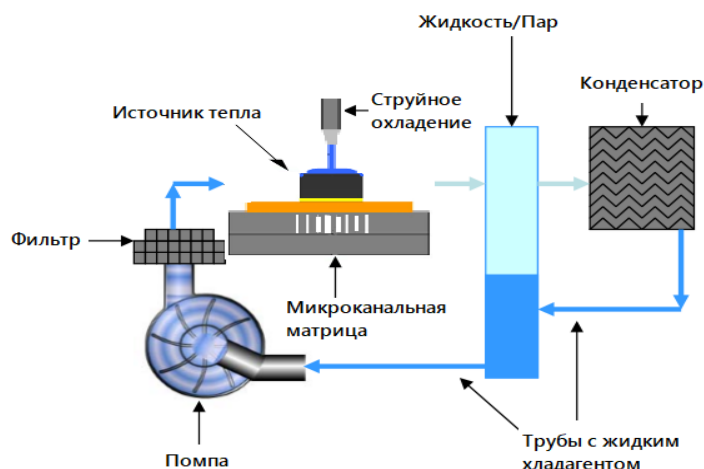 Жидкость/Пар
Конденсатор
Струйное
охладение
Источник тепла
Фильтр
Микроканальная
матрица
Помпа
Трубы с жидким
хладагентом